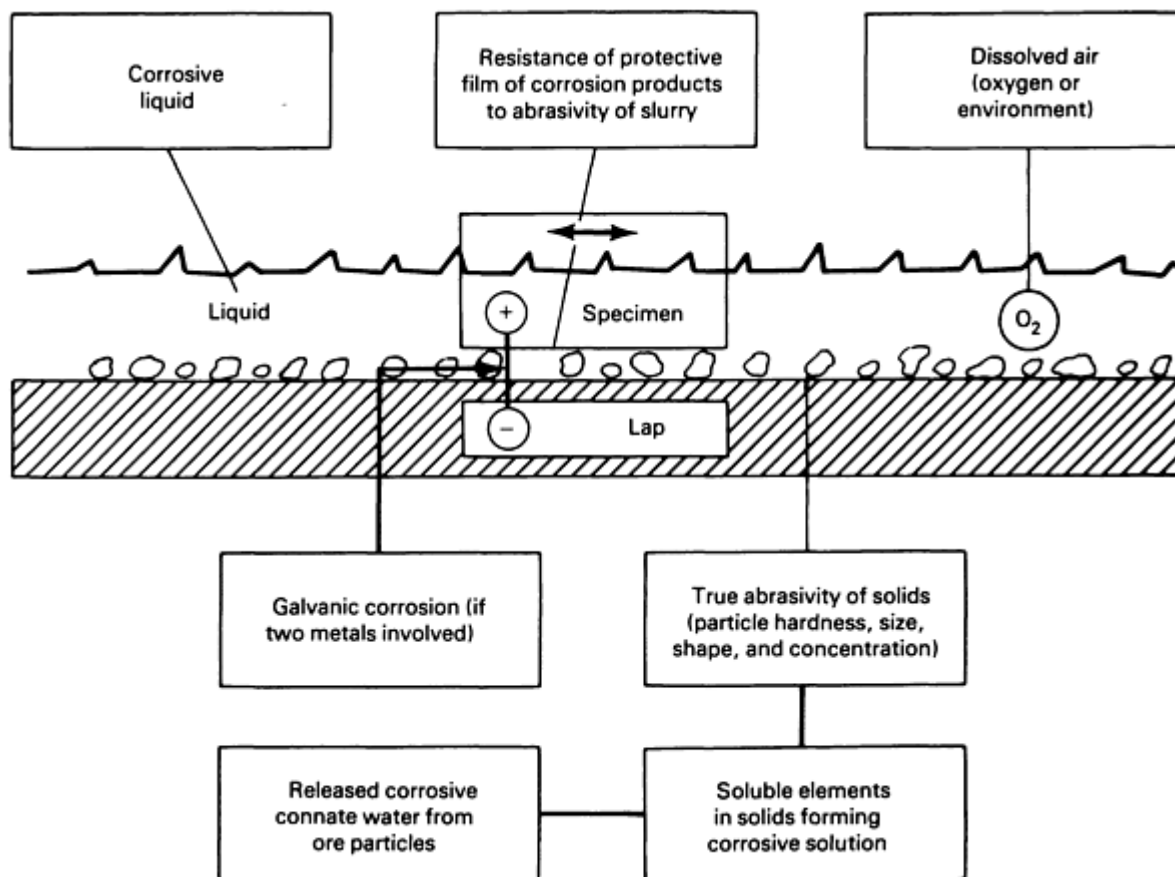 Corrosive
liquid
Resistance of protective
film of corrosion products
to abrasivity of slurry
Dissolved air
(oxygen or
environment)
Liquid
+
Specimen
O₂
−
Lap
Galvanic corrosion (if
two metals involved)
True abrasivity of solids
(particle hardness, size,
shape, and concentration)
Released corrosive
connate water from
ore particles
Soluble elements
in solids forming
corrosive solution